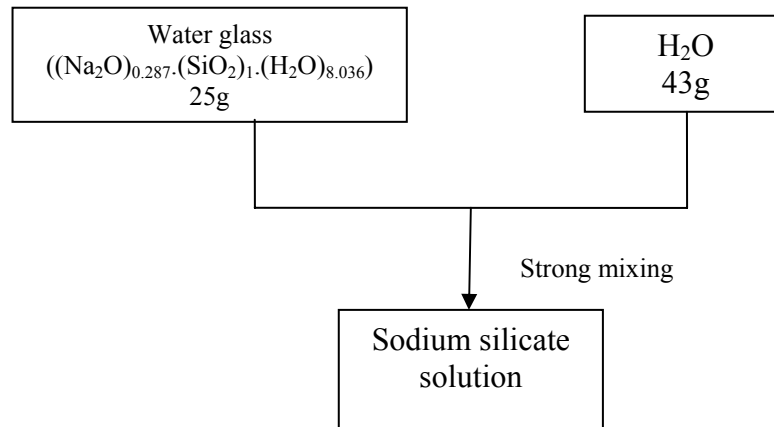 Water glass
((Na₂O)₀.₂₈₇.(SiO₂)₁.(H₂O)₈.₀₃₆)
25g
H₂O
43g
Strong mixing
Sodium silicate
solution